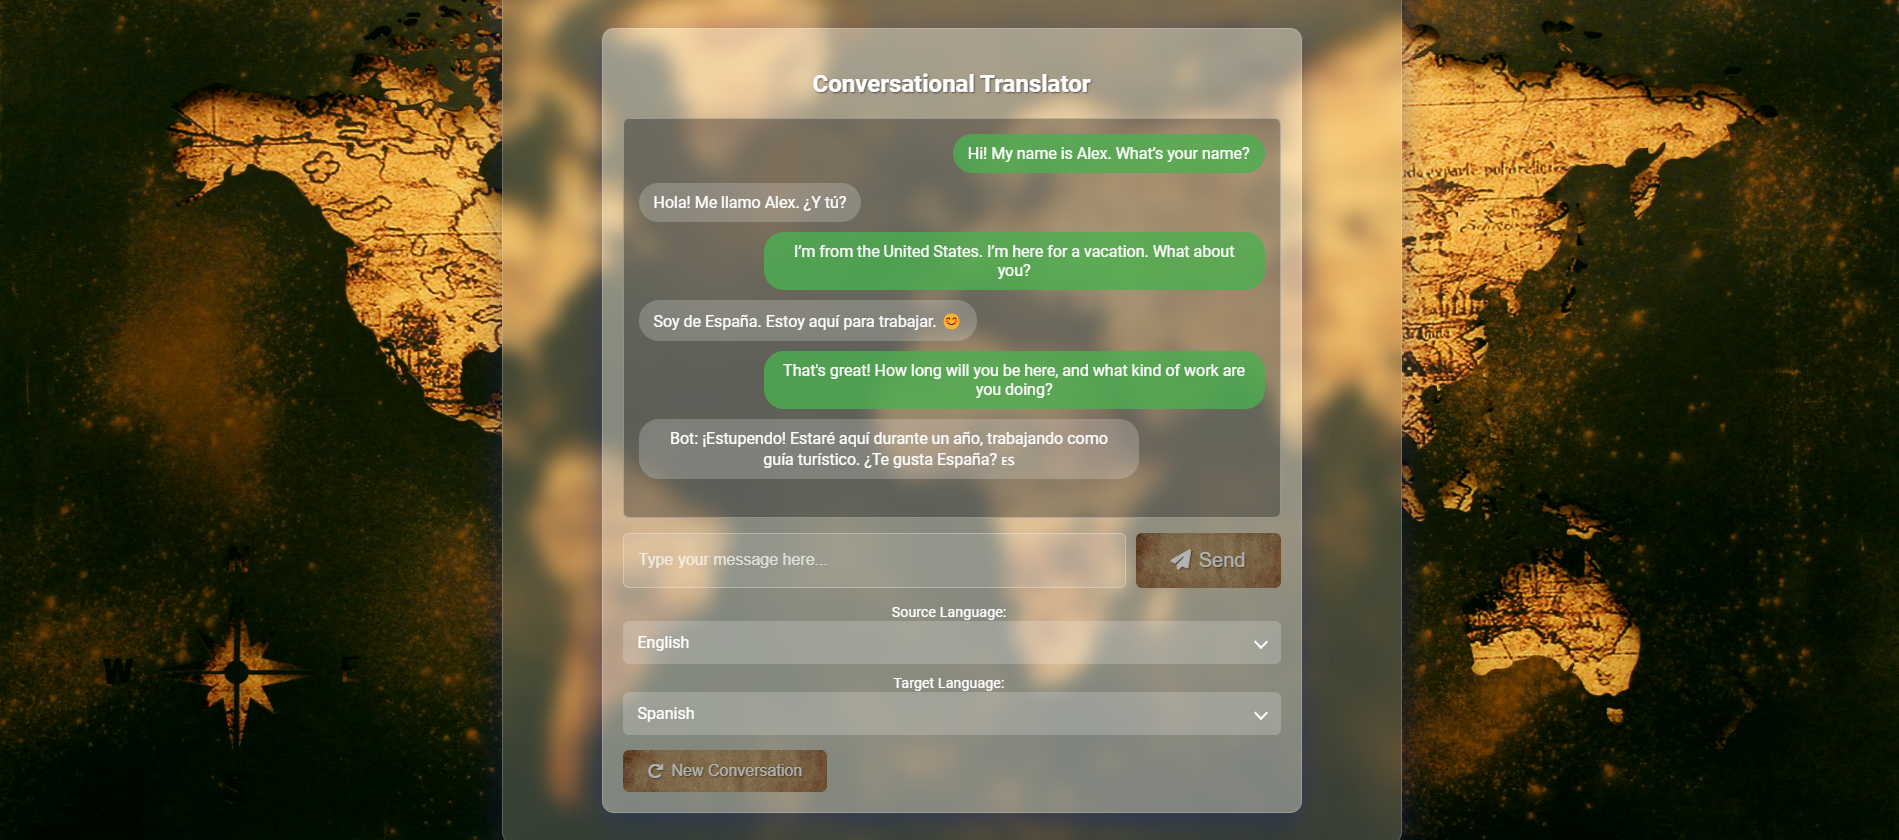 Conversational Translator
Hi! My name is Alex. What's your name?
Hola! Me llamo Alex. ¿Y tú?
I'm from the United States. I'm here for a vacation. What about
you?
Soy de España. Estoy aquí para trabajar. 😊
That's great! How long will you be here, and what kind of work are
you doing?
Bot: ¡Estupendo! Estaré aquí durante un año, trabajando como
guía turístico. ¿Te gusta España? ES
Type your message here...
Send
Source Language:
English
Target Language:
Spanish
New Conversation
N
W
E
S